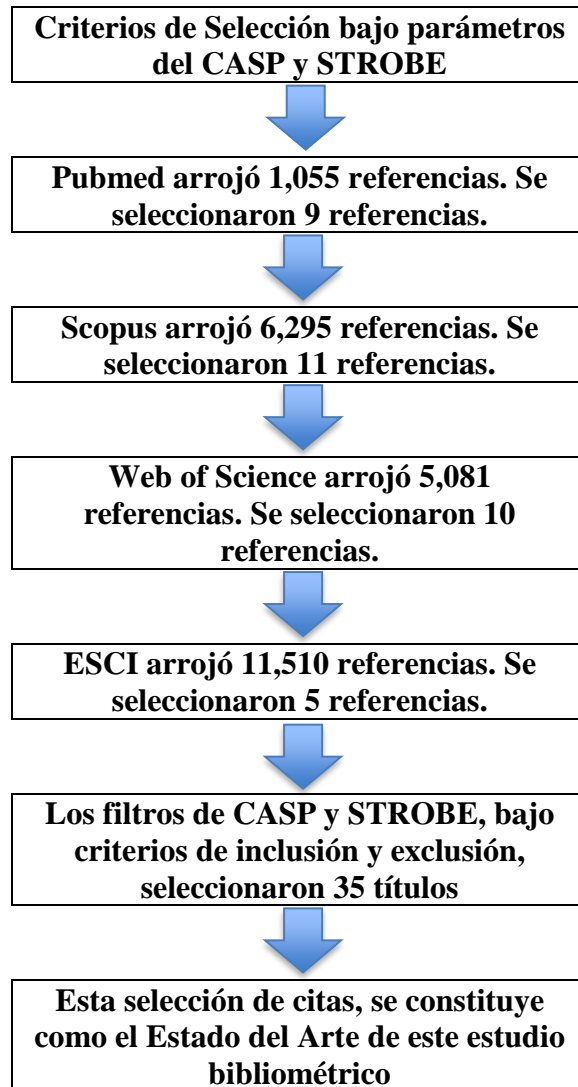 Criterios de Selección bajo parámetros
del CASP y STROBE
Pubmed arrojó 1,055 referencias. Se
seleccionaron 9 referencias.
Scopus arrojó 6,295 referencias. Se
seleccionaron 11 referencias.
Web of Science arrojó 5,081
referencias. Se seleccionaron 10
referencias.
ESCI arrojó 11,510 referencias. Se
seleccionaron 5 referencias.
Los filtros de CASP y STROBE, bajo
criterios de inclusión y exclusión,
seleccionaron 35 títulos
Esta selección de citas, se constituye
como el Estado del Arte de este estudio
bibliométrico